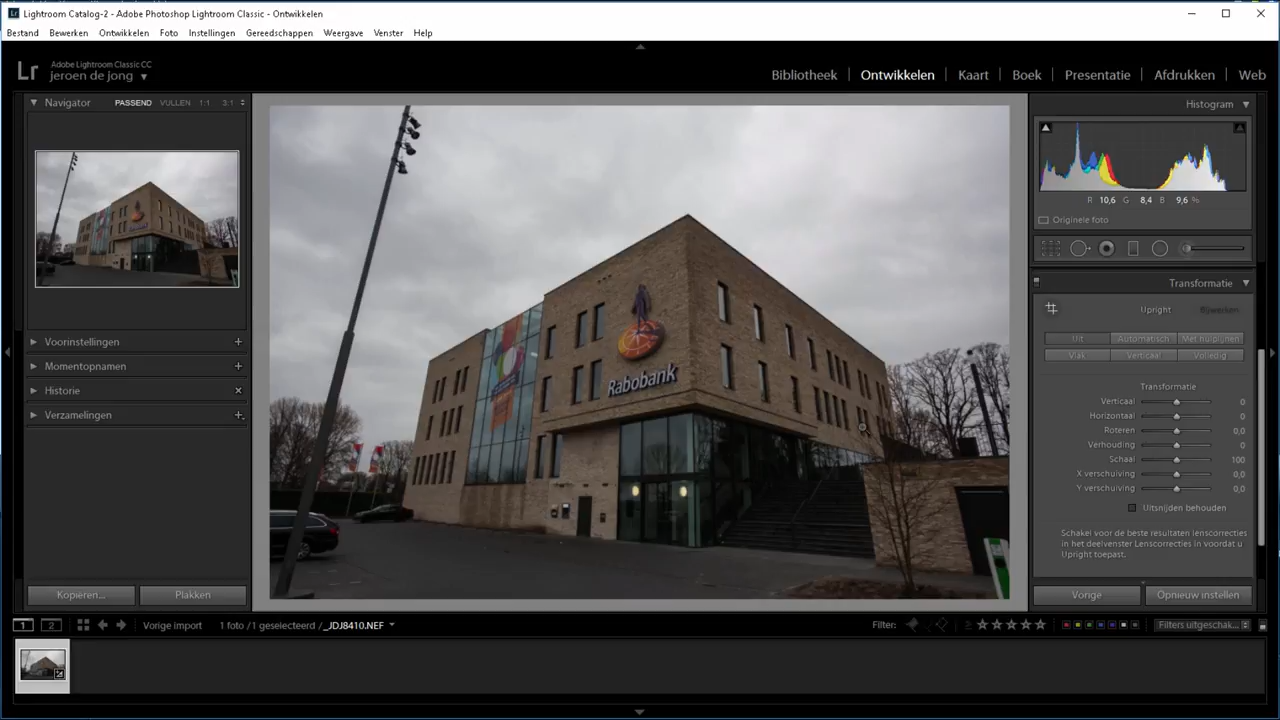 Lightroom Catalog-2 - Adobe Photoshop Lightroom Classic - Ontwikkelen
Bestand Bewerken Ontwikkelen Foto Instellingen Gereedschappen Weergave Venster Help
Lr Adobe Lightroom Classic CC
jeroen de jong
Bibliotheek Ontwikkelen Kaart Boek Presentatie Afdrukken Web
Navigator PASSEND VULLEN 1:1 3:1
Histogram
R 10,6 G 8,4 B 9,6 %
Originele foto
Transformatie
Upright Bijwerken
Uit Automatisch Met hulplijnen
Vlak Verticaal Volledig
Transformatie
Verticaal 0
Horizontaal 0
Roteren 0,0
Verhouding 0
Schaal 100
X verschuiving 0,0
Y verschuiving 0,0
Uitsnijden behouden
Schakel voor de beste resultaten lenscorrecties
in het deelvenster Lenscorrecties in voordat u
Upright toepast.
Voorinstellingen
Momentopnamen
Historie
Verzamelingen
Rabobank
Kopiëren... Plakken
Vorige Opnieuw instellen
1 2 Vorige import 1 foto /1 geselecteerd /_JDJ8410.NEF
Filter: Filters uitgeschak...